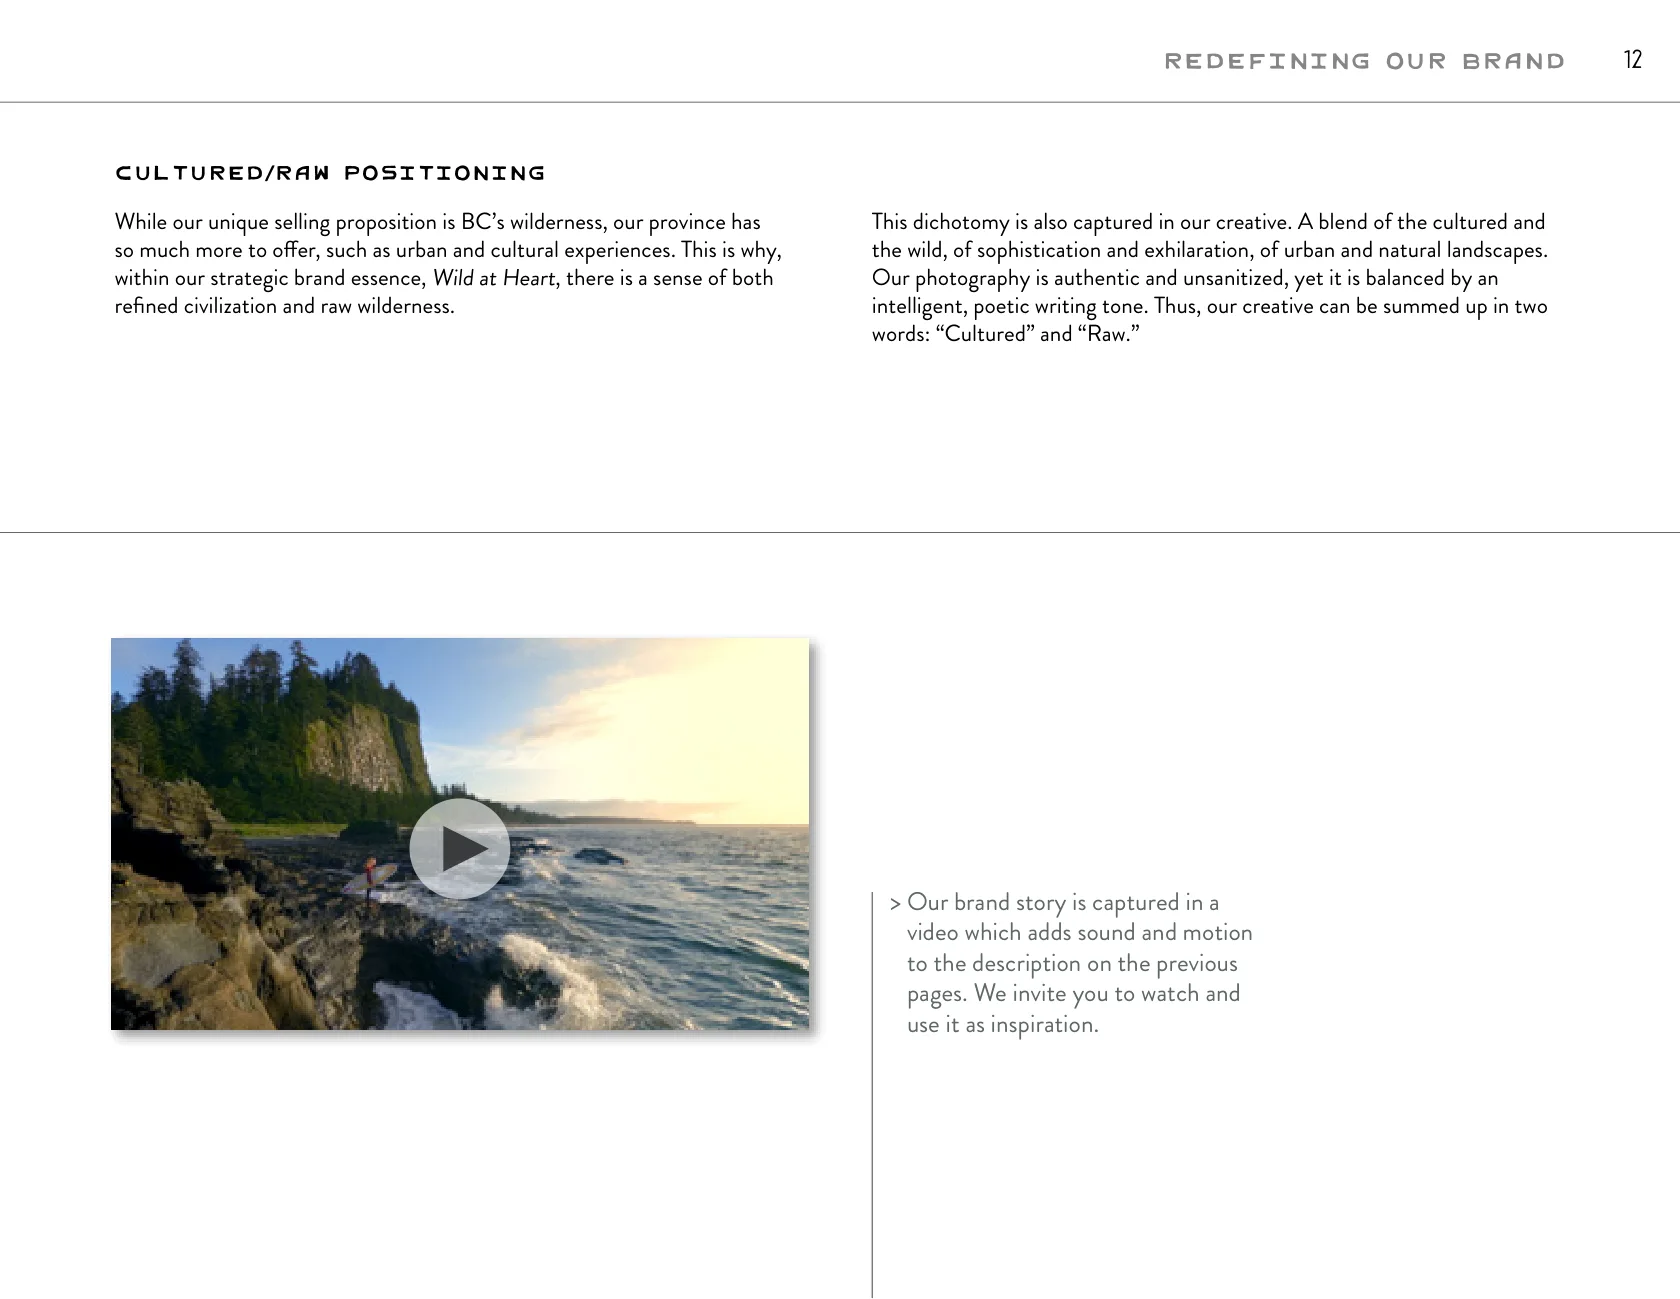 REDEFINING OUR BRAND 12
CULTURED/RAW POSITIONING
While our unique selling proposition is BC’s wilderness, our province has
so much more to offer, such as urban and cultural experiences. This is why,
within our strategic brand essence, Wild at Heart, there is a sense of both
refined civilization and raw wilderness.
This dichotomy is also captured in our creative. A blend of the cultured and
the wild, of sophistication and exhilaration, of urban and natural landscapes.
Our photography is authentic and unsanitized, yet it is balanced by an
intelligent, poetic writing tone. Thus, our creative can be summed up in two
words: “Cultured” and “Raw.”
> Our brand story is captured in a
video which adds sound and motion
to the description on the previous
pages. We invite you to watch and
use it as inspiration.